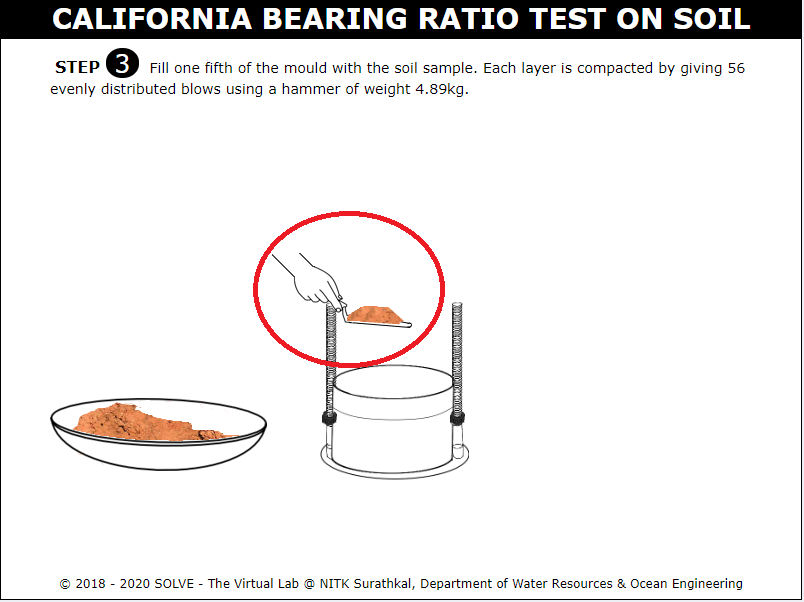 CALIFORNIA BEARING RATIO TEST ON SOIL
STEP 3 Fill one fifth of the mould with the soil sample. Each layer is compacted by giving 56
evenly distributed blows using a hammer of weight 4.89kg.
© 2018 - 2020 SOLVE - The Virtual Lab @ NITK Surathkal, Department of Water Resources & Ocean Engineering